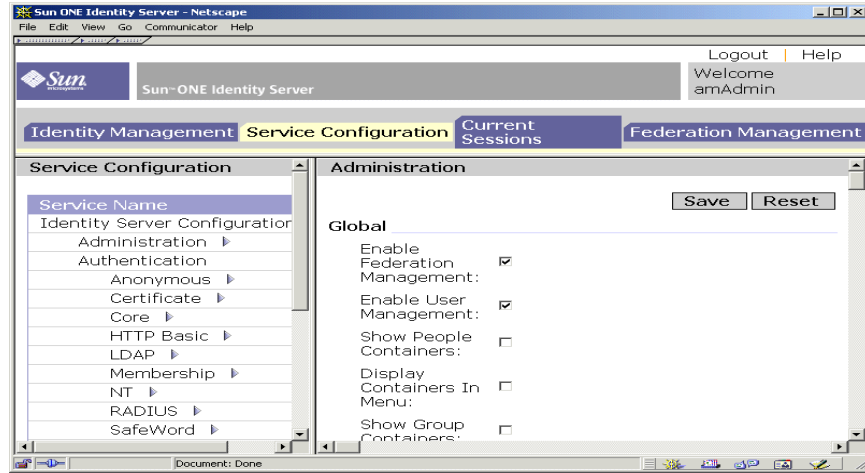 Sun ONE Identity Server - Netscape
File Edit View Go Communicator Help
Logout | Help
Sun
microsystems
Sun™ONE Identity Server
Welcome
amAdmin
Identity Management
Service Configuration
Current
Sessions
Federation Management
Service Configuration
Service Name
Identity Server Configuration
Administration
Authentication
Anonymous
Certificate
Core
HTTP Basic
LDAP
Membership
NT
RADIUS
SafeWord
Administration
Save
Reset
Global
Enable
Federation
Management:
Enable User
Management:
Show People
Containers:
Display
Containers In
Menu:
Show Group
Containers:
Document: Done